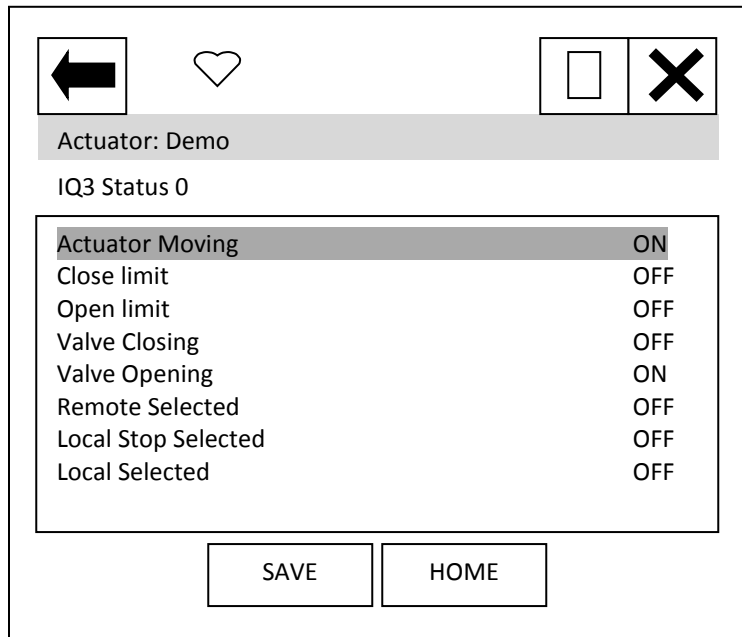 Actuator: Demo
IQ3 Status 0
Actuator Moving ON
Close limit OFF
Open limit OFF
Valve Closing OFF
Valve Opening ON
Remote Selected OFF
Local Stop Selected OFF
Local Selected OFF
SAVE HOME